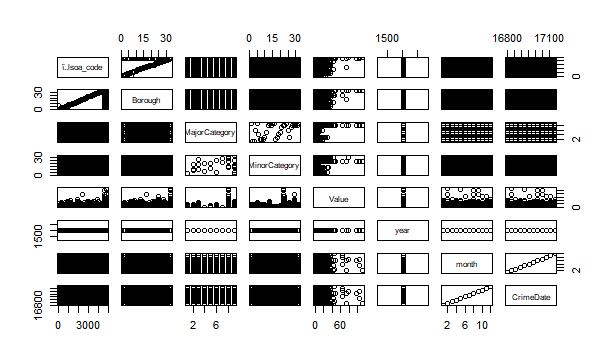 0 15 30 0 15 30 1500 16800 17100
ï..lsoa_code 0
0 30 Borough
MajorCategory 2
0 30 MinorCategory
Value 0
1500 year
month 2
16800 CrimeDate
0 3000 2 6 0 60 2 6 10